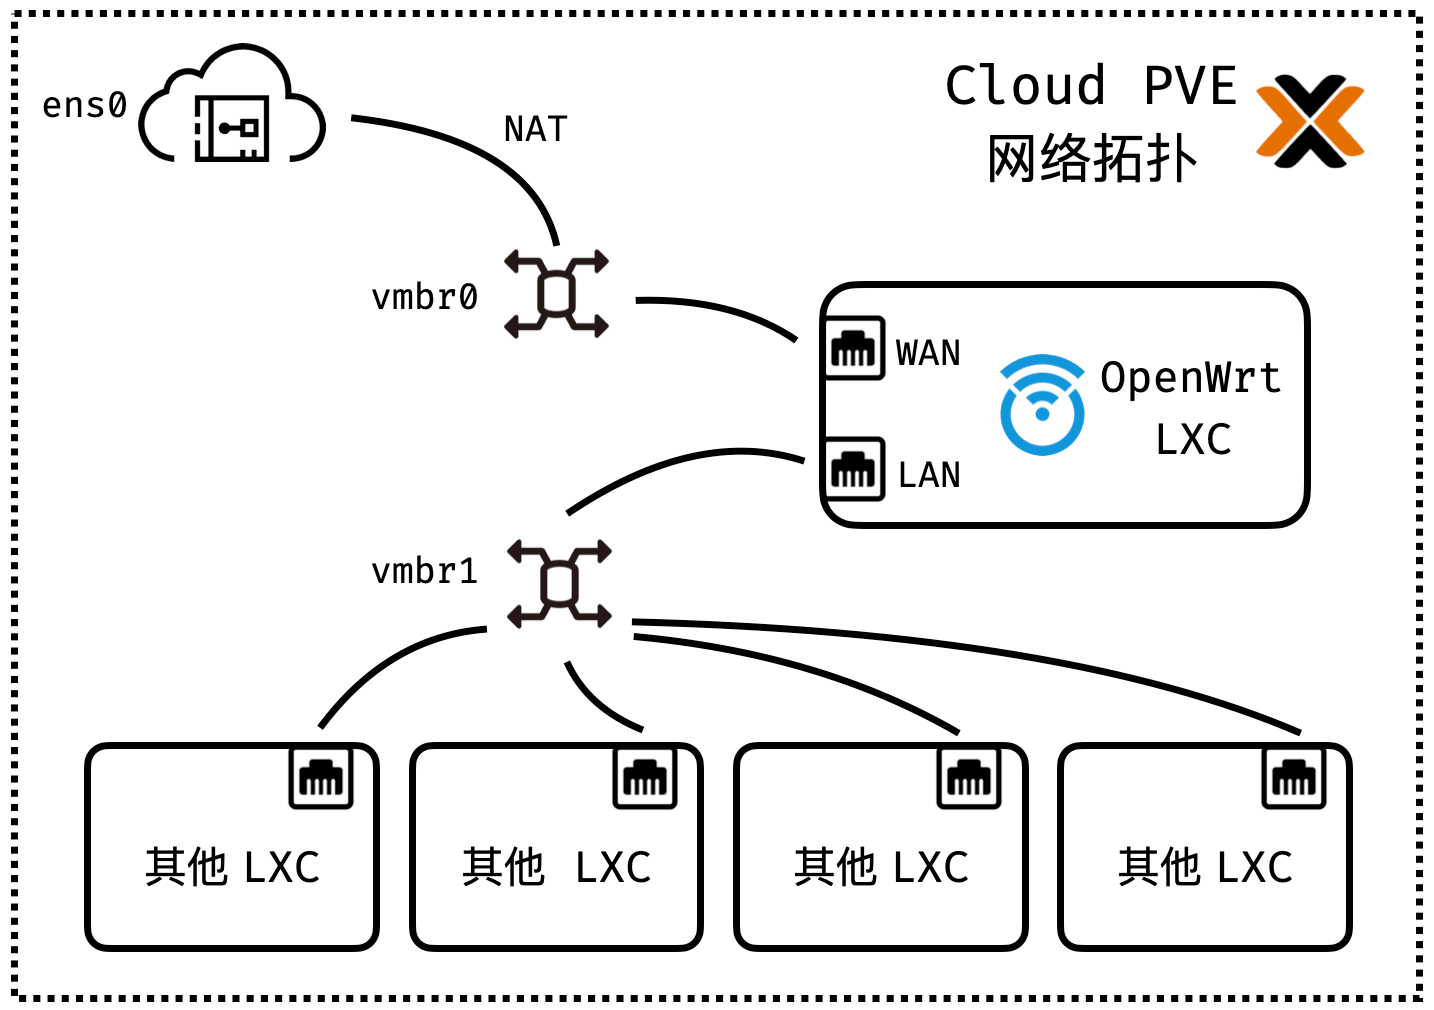 Cloud PVE
网络拓扑
ens0
NAT
vmbr0
WAN
OpenWrt
LXC
LAN
vmbr1
其他 LXC
其他 LXC
其他 LXC
其他 LXC